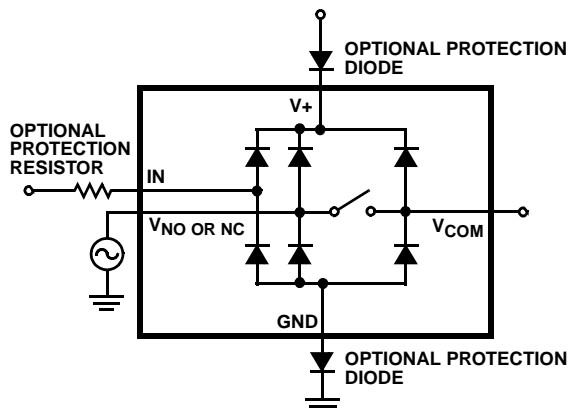 OPTIONAL PROTECTION
DIODE
V+
OPTIONAL
PROTECTION
RESISTOR
IN
VNO OR NC
VCOM
GND
OPTIONAL PROTECTION
DIODE